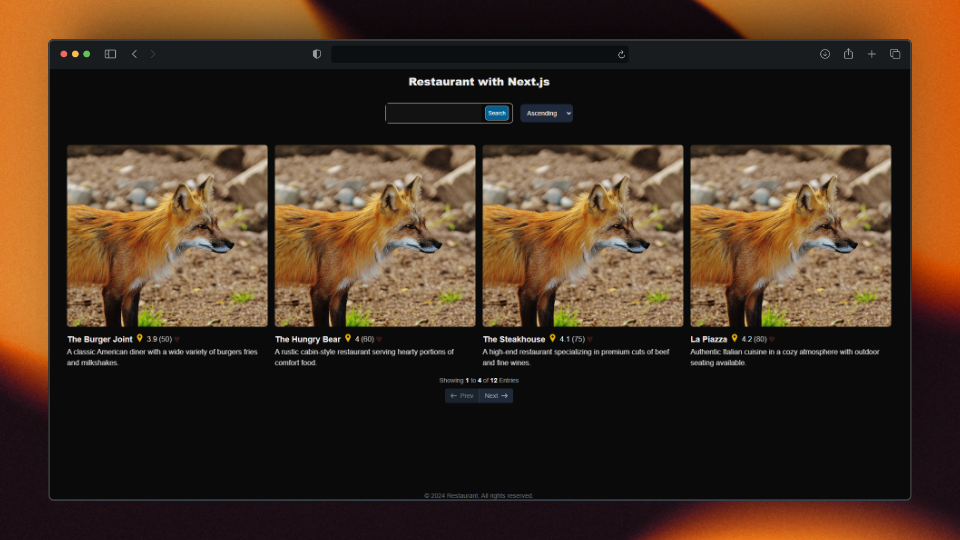 Restaurant with Next.js
Search
Ascending
The Burger Joint 3.9 (50)
A classic American diner with a wide variety of burgers fries
and milkshakes.
The Hungry Bear 4 (60)
A rustic cabin-style restaurant serving hearty portions of
comfort food.
The Steakhouse 4.1 (75)
A high-end restaurant specializing in premium cuts of beef
and fine wines.
La Piazza 4.2 (80)
Authentic Italian cuisine in a cozy atmosphere with outdoor
seating available.
Showing 1 to 4 of 12 Entries
← Prev Next →
© 2024 Restaurant. All rights reserved.